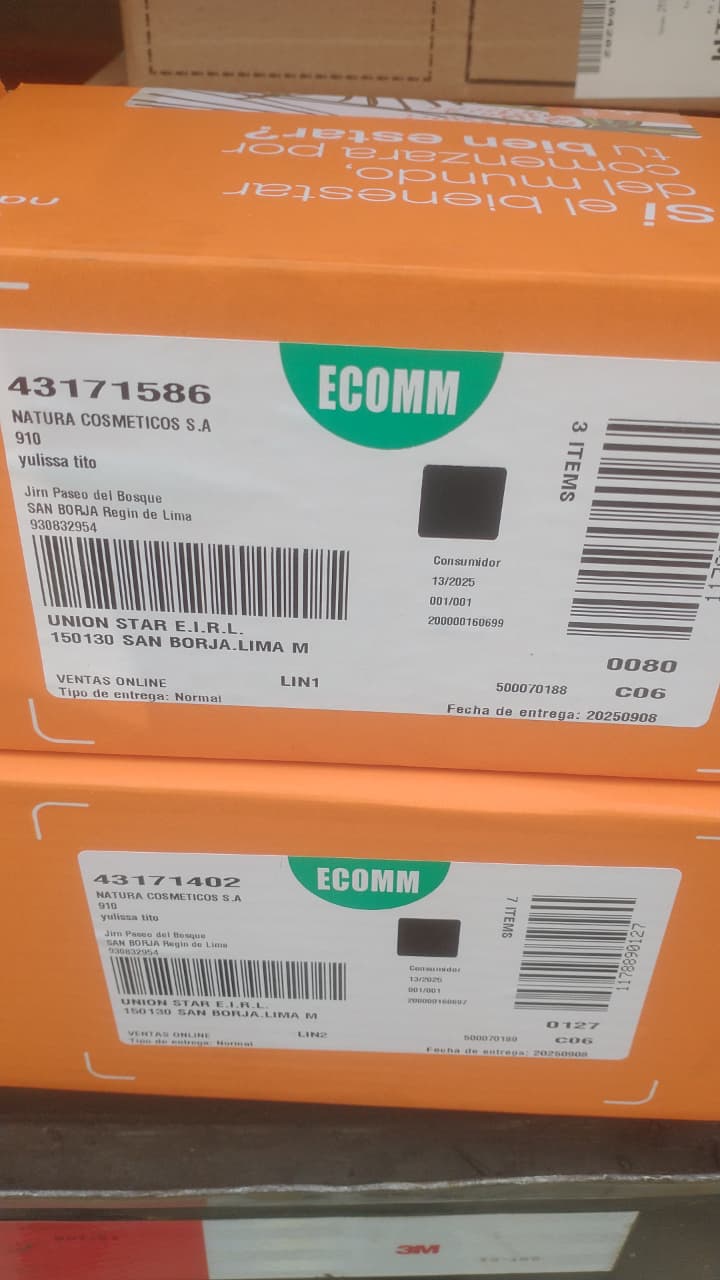 Si el bienestar
del mundo,
comenzara por
tu bien estar?
na
43171586
ECOMM
NATURA COSMETICOS S.A
910
yulissa tito
Jirn Paseo del Bosque
SAN BORJA Regin de Lima
930832954
3 ITEMS
Consumidor
13/2025
001/001
200000160699
UNION STAR E.I.R.L.
150130 SAN BORJA.LIMA M
0080
VENTAS ONLINE
LIN1
500070188
C06
Tipo de entrega: Normal
Fecha de entrega: 20250908
43171402
ECOMM
NATURA COSMETICOS S.A
910
yulissa tito
Jirn Paseo del Bosque
SAN BORJA Regin de Lima
930832954
7 ITEMS
1178890127
Consumidor
13/2025
001/001
200000160697
UNION STAR E.I.R.L.
150130 SAN BORJA.LIMA M
0127
VENTAS ONLINE
LIN2
500070189
C06
Tipo de entrega: Normal
Fecha de entrega: 20250908
3M